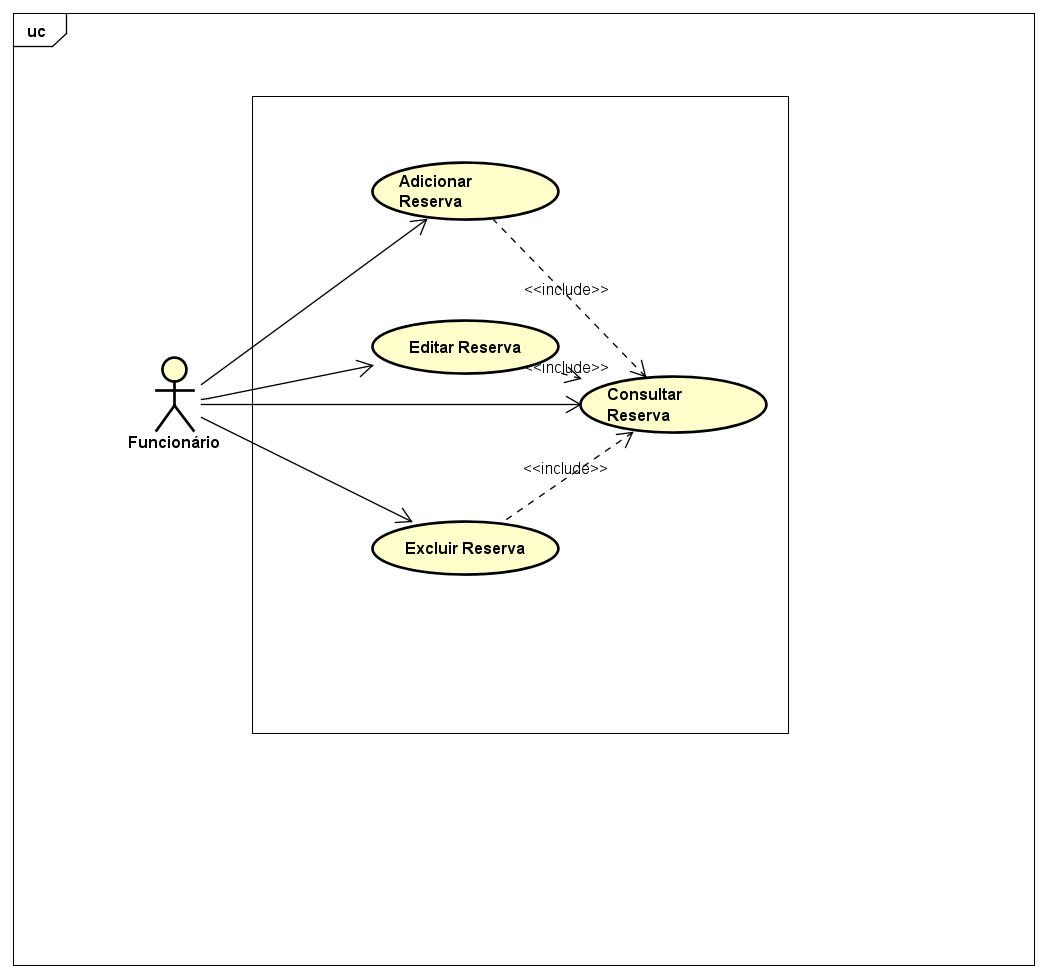 uc
Adicionar
Reserva
<<include>>
Editar Reserva
<<include>>
Consultar
Reserva
Funcionário
<<include>>
Excluir Reserva